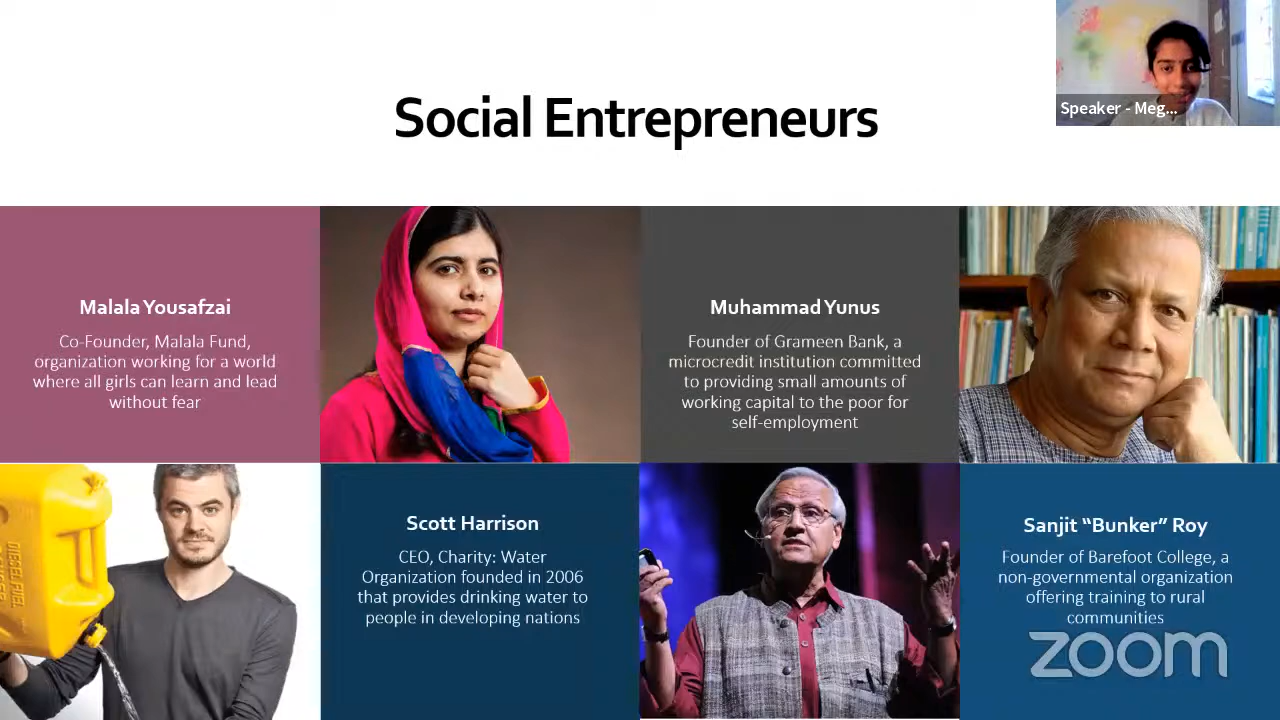 Social Entrepreneurs
Speaker - Meg...
Malala Yousafzai
Co-Founder, Malala Fund,
organization working for a world
where all girls can learn and lead
without fear
Muhammad Yunus
Founder of Grameen Bank, a
microcredit institution committed
to providing small amounts of
working capital to the poor for
self-employment
DIESEL FUEL
Scott Harrison
CEO, Charity: Water
Organization founded in 2006
that provides drinking water to
people in developing nations
Sanjit “Bunker” Roy
Founder of Barefoot College, a
non-governmental organization
offering training to rural
communities
zoom